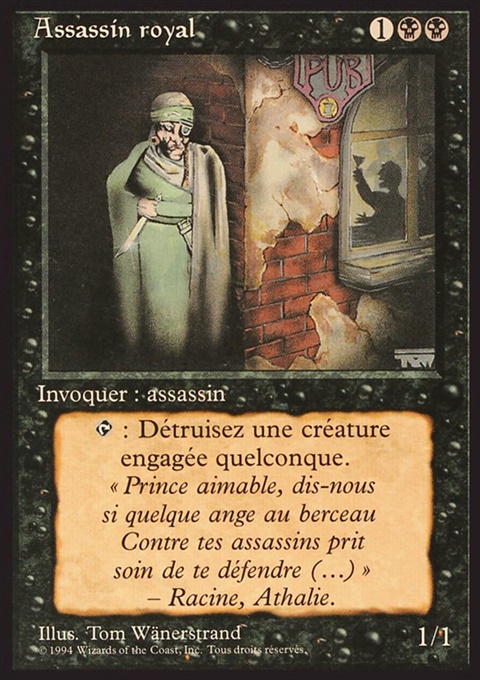 Assassin royal
1
PUB
TCW
Invoquer : assassin
: Détruisez une créature
engagée quelconque.
« Prince aimable, dis-nous
si quelque ange au berceau
Contre tes assassins prit
soin de te défendre (...) »
– Racine, Athalie.
Illus. Tom Wänerstrand
1/1
© 1994 Wizards of the Coast, Inc. Tous droits réservés.